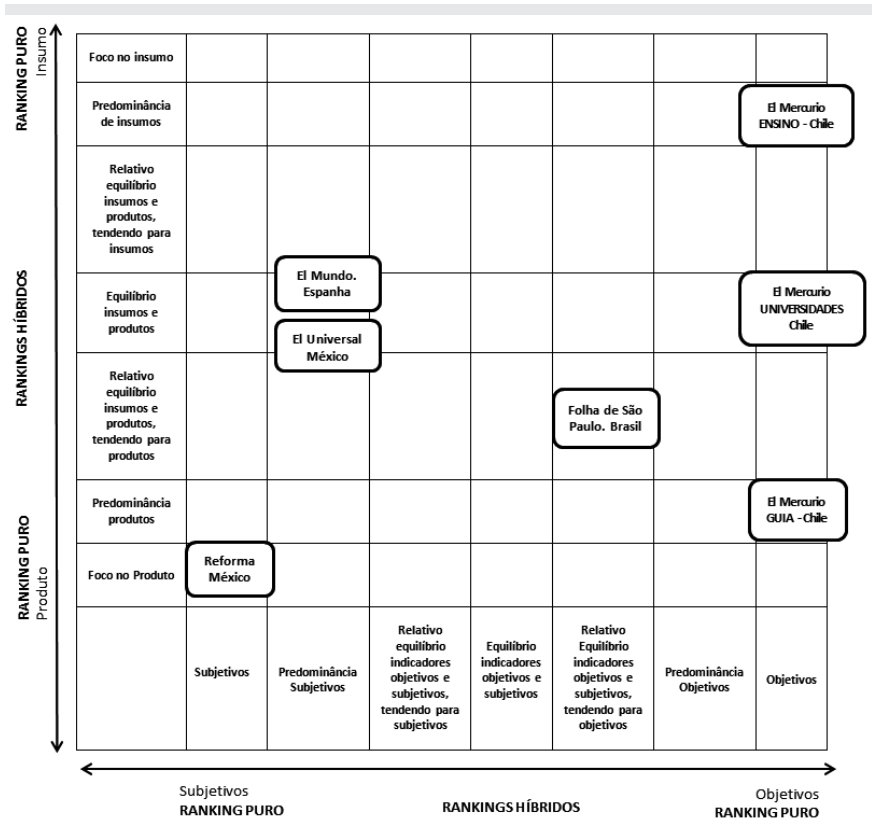 RANKING PURO
Insumo
RANKINGS HÍBRIDOS
RANKING PURO
Produto
Foco no insumo
Predominância
de insumos
El Mercurio
ENSINO - Chile
Relativo
equilíbrio
insumos e
produtos,
tendendo para
insumos
Equilíbrio
insumos e
produtos
El Mundo.
Espanha
El Universal
México
El Mercurio
UNIVERSIDADES
Chile
Relativo
equilíbrio
insumos e
produtos,
tendendo para
produtos
Folha de São
Paulo. Brasil
Predominância
produtos
El Mercurio
GUIA - Chile
Foco no Produto
Reforma
México
Subjetivos
Predominância
Subjetivos
Relativo
equilíbrio
indicadores
objetivos e
subjetivos,
tendendo para
subjetivos
Equilíbrio
indicadores
objetivos e
subjetivos
Relativo
Equilíbrio
indicadores
objetivos e
subjetivos,
tendendo para
objetivos
Predominância
Objetivos
Objetivos
Subjetivos
RANKING PURO
RANKINGS HÍBRIDOS
Objetivos
RANKING PURO